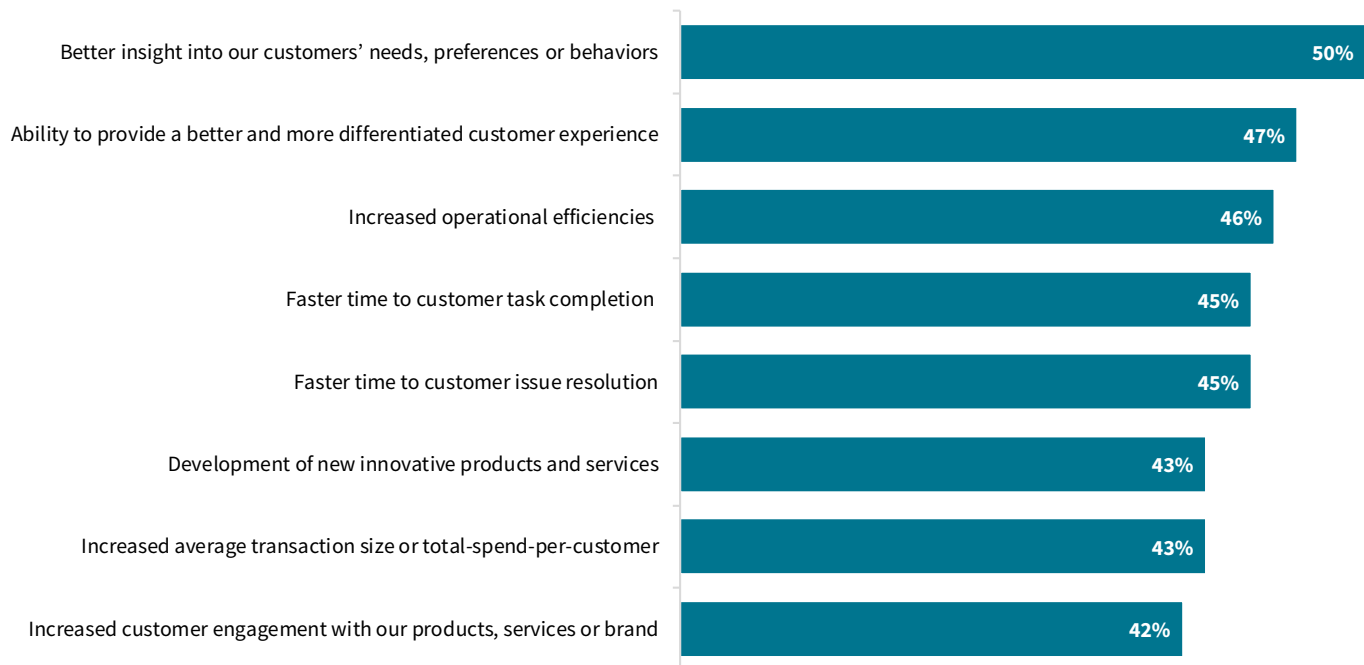 Better insight into our customers’ needs, preferences or behaviors
50%
Ability to provide a better and more differentiated customer experience
47%
Increased operational efficiencies
46%
Faster time to customer task completion
45%
Faster time to customer issue resolution
45%
Development of new innovative products and services
43%
Increased average transaction size or total-spend-per-customer
43%
Increased customer engagement with our products, services or brand
42%